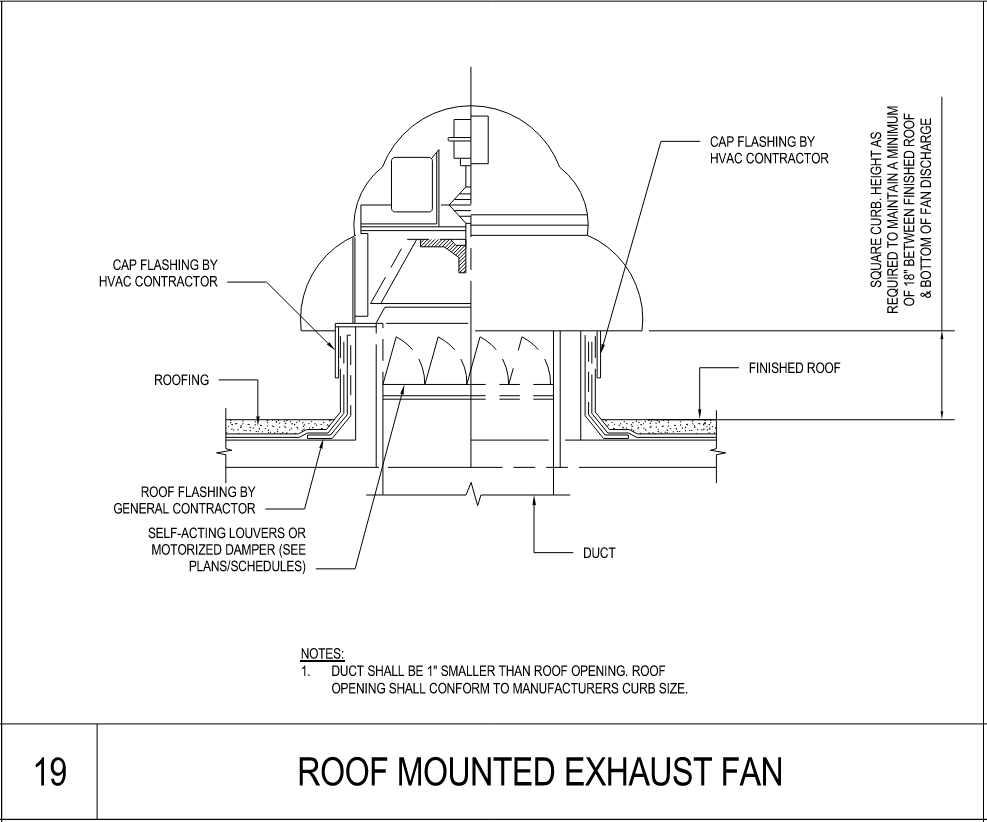 CAP FLASHING BY
HVAC CONTRACTOR
SQUARE CURB. HEIGHT AS
REQUIRED TO MAINTAIN A MINIMUM
OF 18" BETWEEN FINISHED ROOF
& BOTTOM OF FAN DISCHARGE
CAP FLASHING BY
HVAC CONTRACTOR
ROOFING
FINISHED ROOF
ROOF FLASHING BY
GENERAL CONTRACTOR
SELF-ACTING LOUVERS OR
MOTORIZED DAMPER (SEE
PLANS/SCHEDULES)
DUCT
NOTES:
1. DUCT SHALL BE 1" SMALLER THAN ROOF OPENING. ROOF
OPENING SHALL CONFORM TO MANUFACTURERS CURB SIZE.
19
ROOF MOUNTED EXHAUST FAN